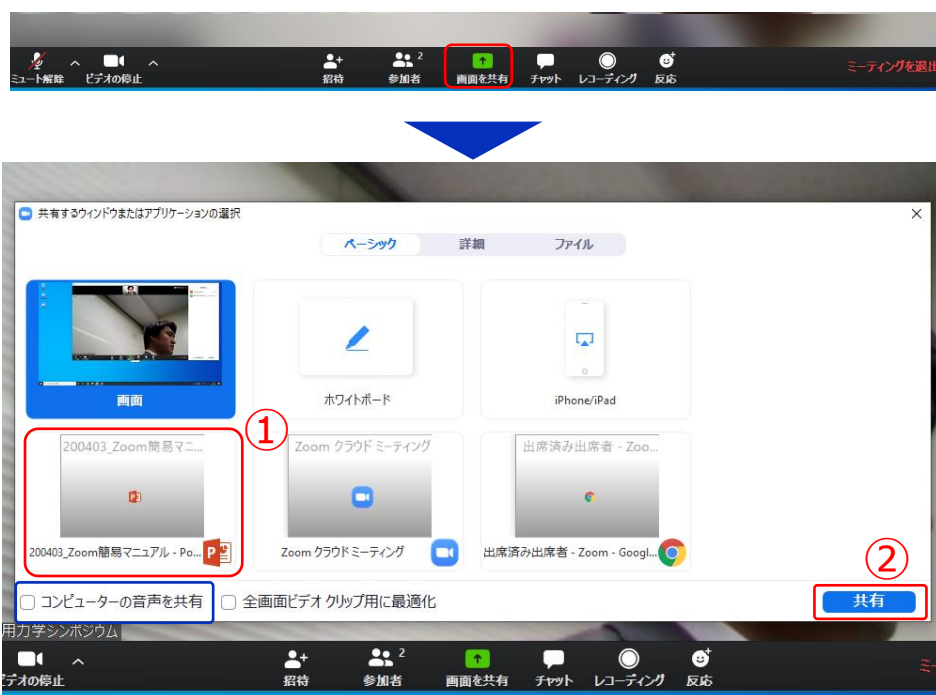 2
ミュート解除 ビデオの停止 招待 参加者 画面を共有 チャット レコーディング 反応 ミーティングを退出
共有するウィンドウまたはアプリケーションの選択
ベーシック 詳細 ファイル
画面 ホワイトボード iPhone/iPad
①
200403_Zoom簡易マニ... Zoom クラウド ミーティング 出席済み出席者 - Zoo...
200403_Zoom簡易マニュアル - Po... Zoom クラウドミーティング 出席済み出席者 - Zoom - Googl...
②
コンピューターの音声を共有 全画面ビデオ クリップ用に最適化 共有
用力学シンポジウム
2
デオの停止 招待 参加者 画面を共有 チャット レコーディング 反応 ミー